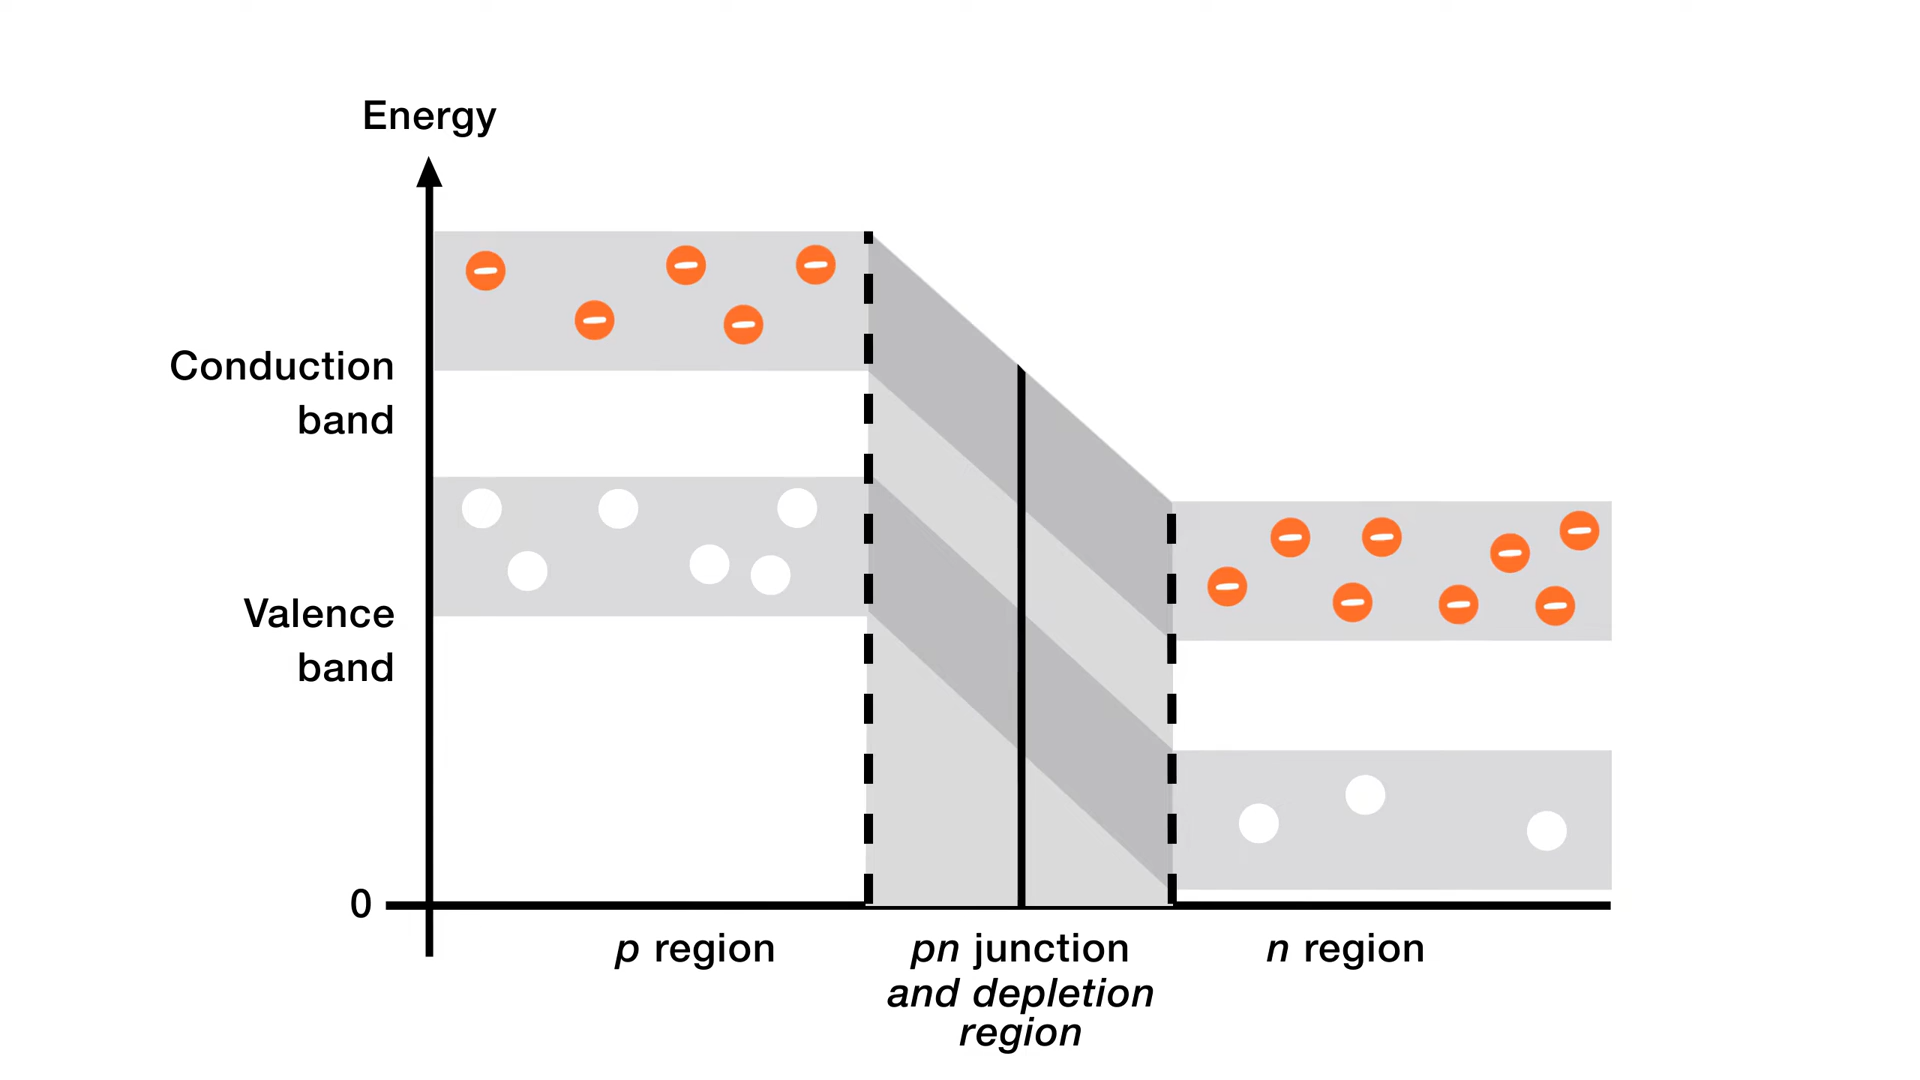 Energy
Conduction
band
Valence
band
0
p region
pn junction
and depletion
region
n region